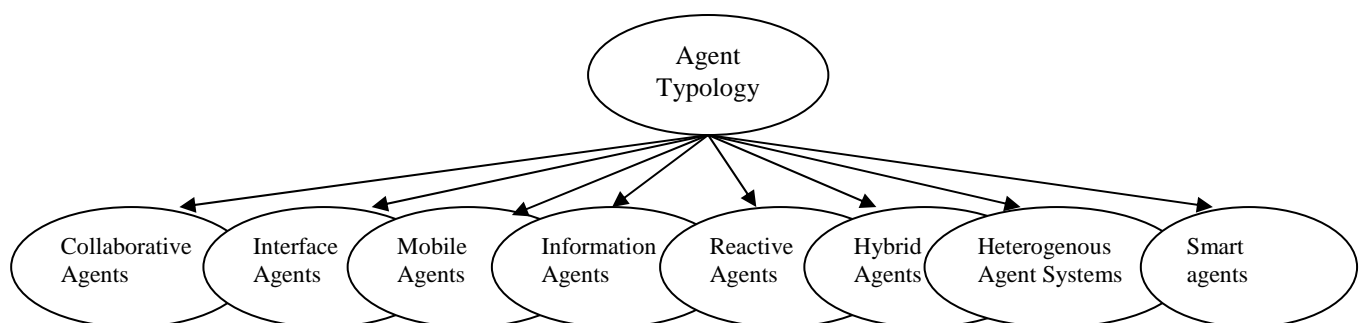 Agent
Typology
Collaborative
Agents
Interface
Agents
Mobile
Agents
Information
Agents
Reactive
Agents
Hybrid
Agents
Heterogenous
Agent Systems
Smart
agents